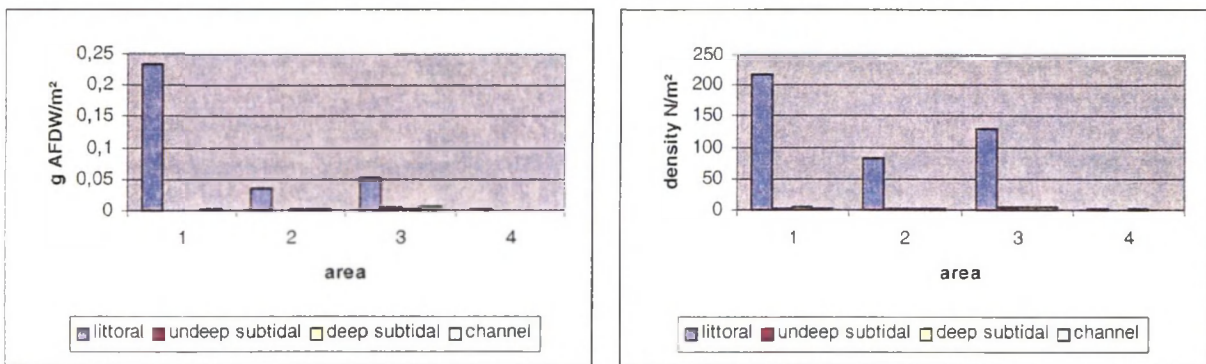 g AFDW/m²
0,25
0,2
0,15
0,1
0,05
0
1 2 3 4
area
littoral undeep subtidal deep subtidal channel
density N/m²
250
200
150
100
50
0
1 2 3 4
area
littoral undeep subtidal deep subtidal channel